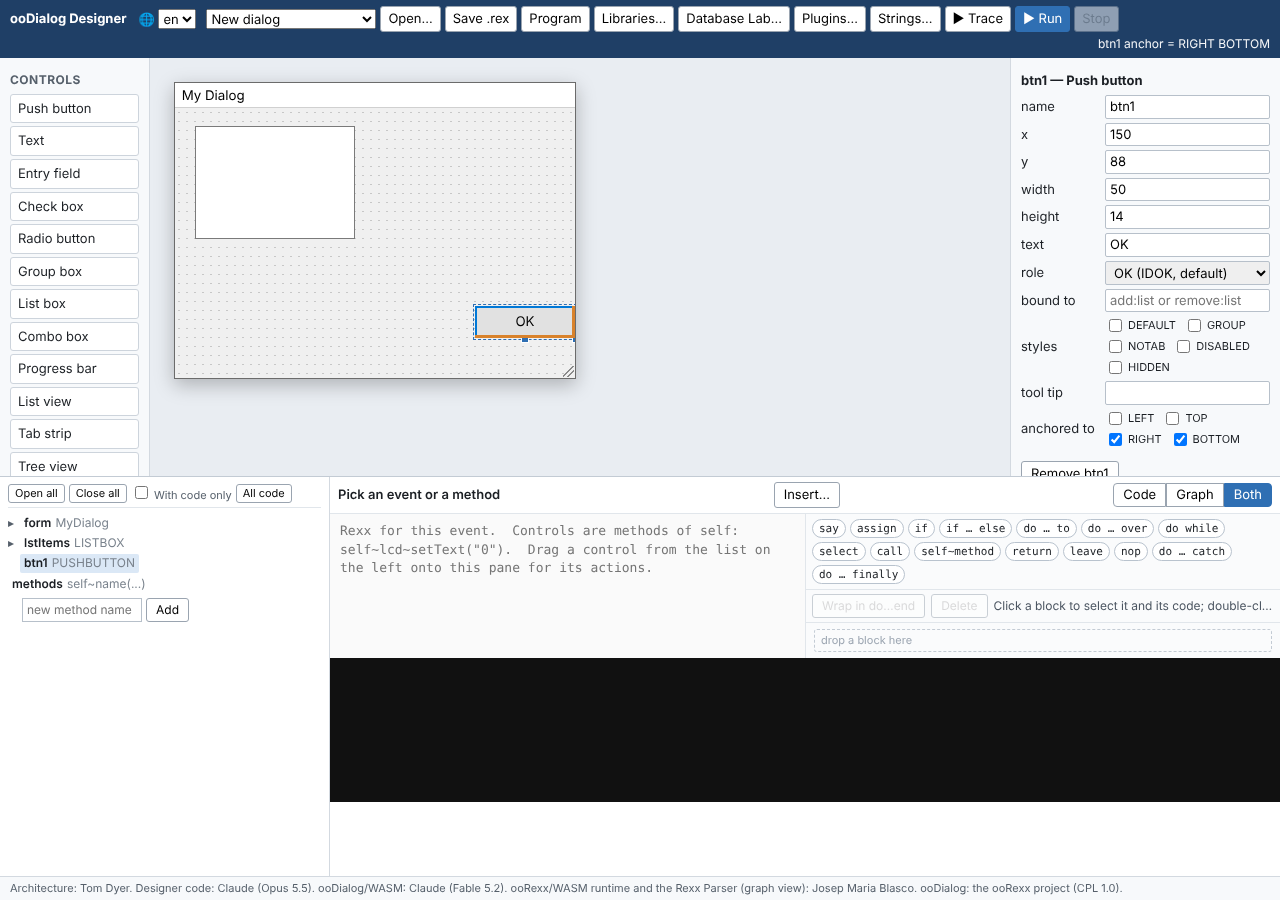 ooDialog Designer 🌐 en New dialog Open... Save .rex Program Libraries... Database Lab... Plugins... Strings... ▶ Trace ▶ Run Stop
btn1 anchor = RIGHT BOTTOM
CONTROLS
Push button
Text
Entry field
Check box
Radio button
Group box
List box
Combo box
Progress bar
List view
Tab strip
Tree view
My Dialog
OK
btn1 — Push button
name btn1
x 150
y 88
width 50
height 14
text OK
role OK (IDOK, default)
bound to add:list or remove:list
styles
DEFAULT GROUP
NOTAB DISABLED
HIDDEN
tool tip
anchored to
LEFT TOP
RIGHT BOTTOM
Remove btn1
Open all Close all With code only All code
▸ form MyDialog
▸ lstItems LISTBOX
btn1 PUSHBUTTON
methods self~name(...)
new method name Add
Pick an event or a method Insert... Code Graph Both
Rexx for this event.  Controls are methods of self:
self~lcd~setText("0").  Drag a control from the list on
the left onto this pane for its actions.
say assign if if … else do … to do … over do while
select call self~method return leave nop do … catch
do … finally
Wrap in do...end Delete Click a block to select it and its code; double-cl...
drop a block here
Architecture: Tom Dyer. Designer code: Claude (Opus 5.5). ooDialog/WASM: Claude (Fable 5.2). ooRexx/WASM runtime and the Rexx Parser (graph view): Josep Maria Blasco. ooDialog: the ooRexx project (CPL 1.0).